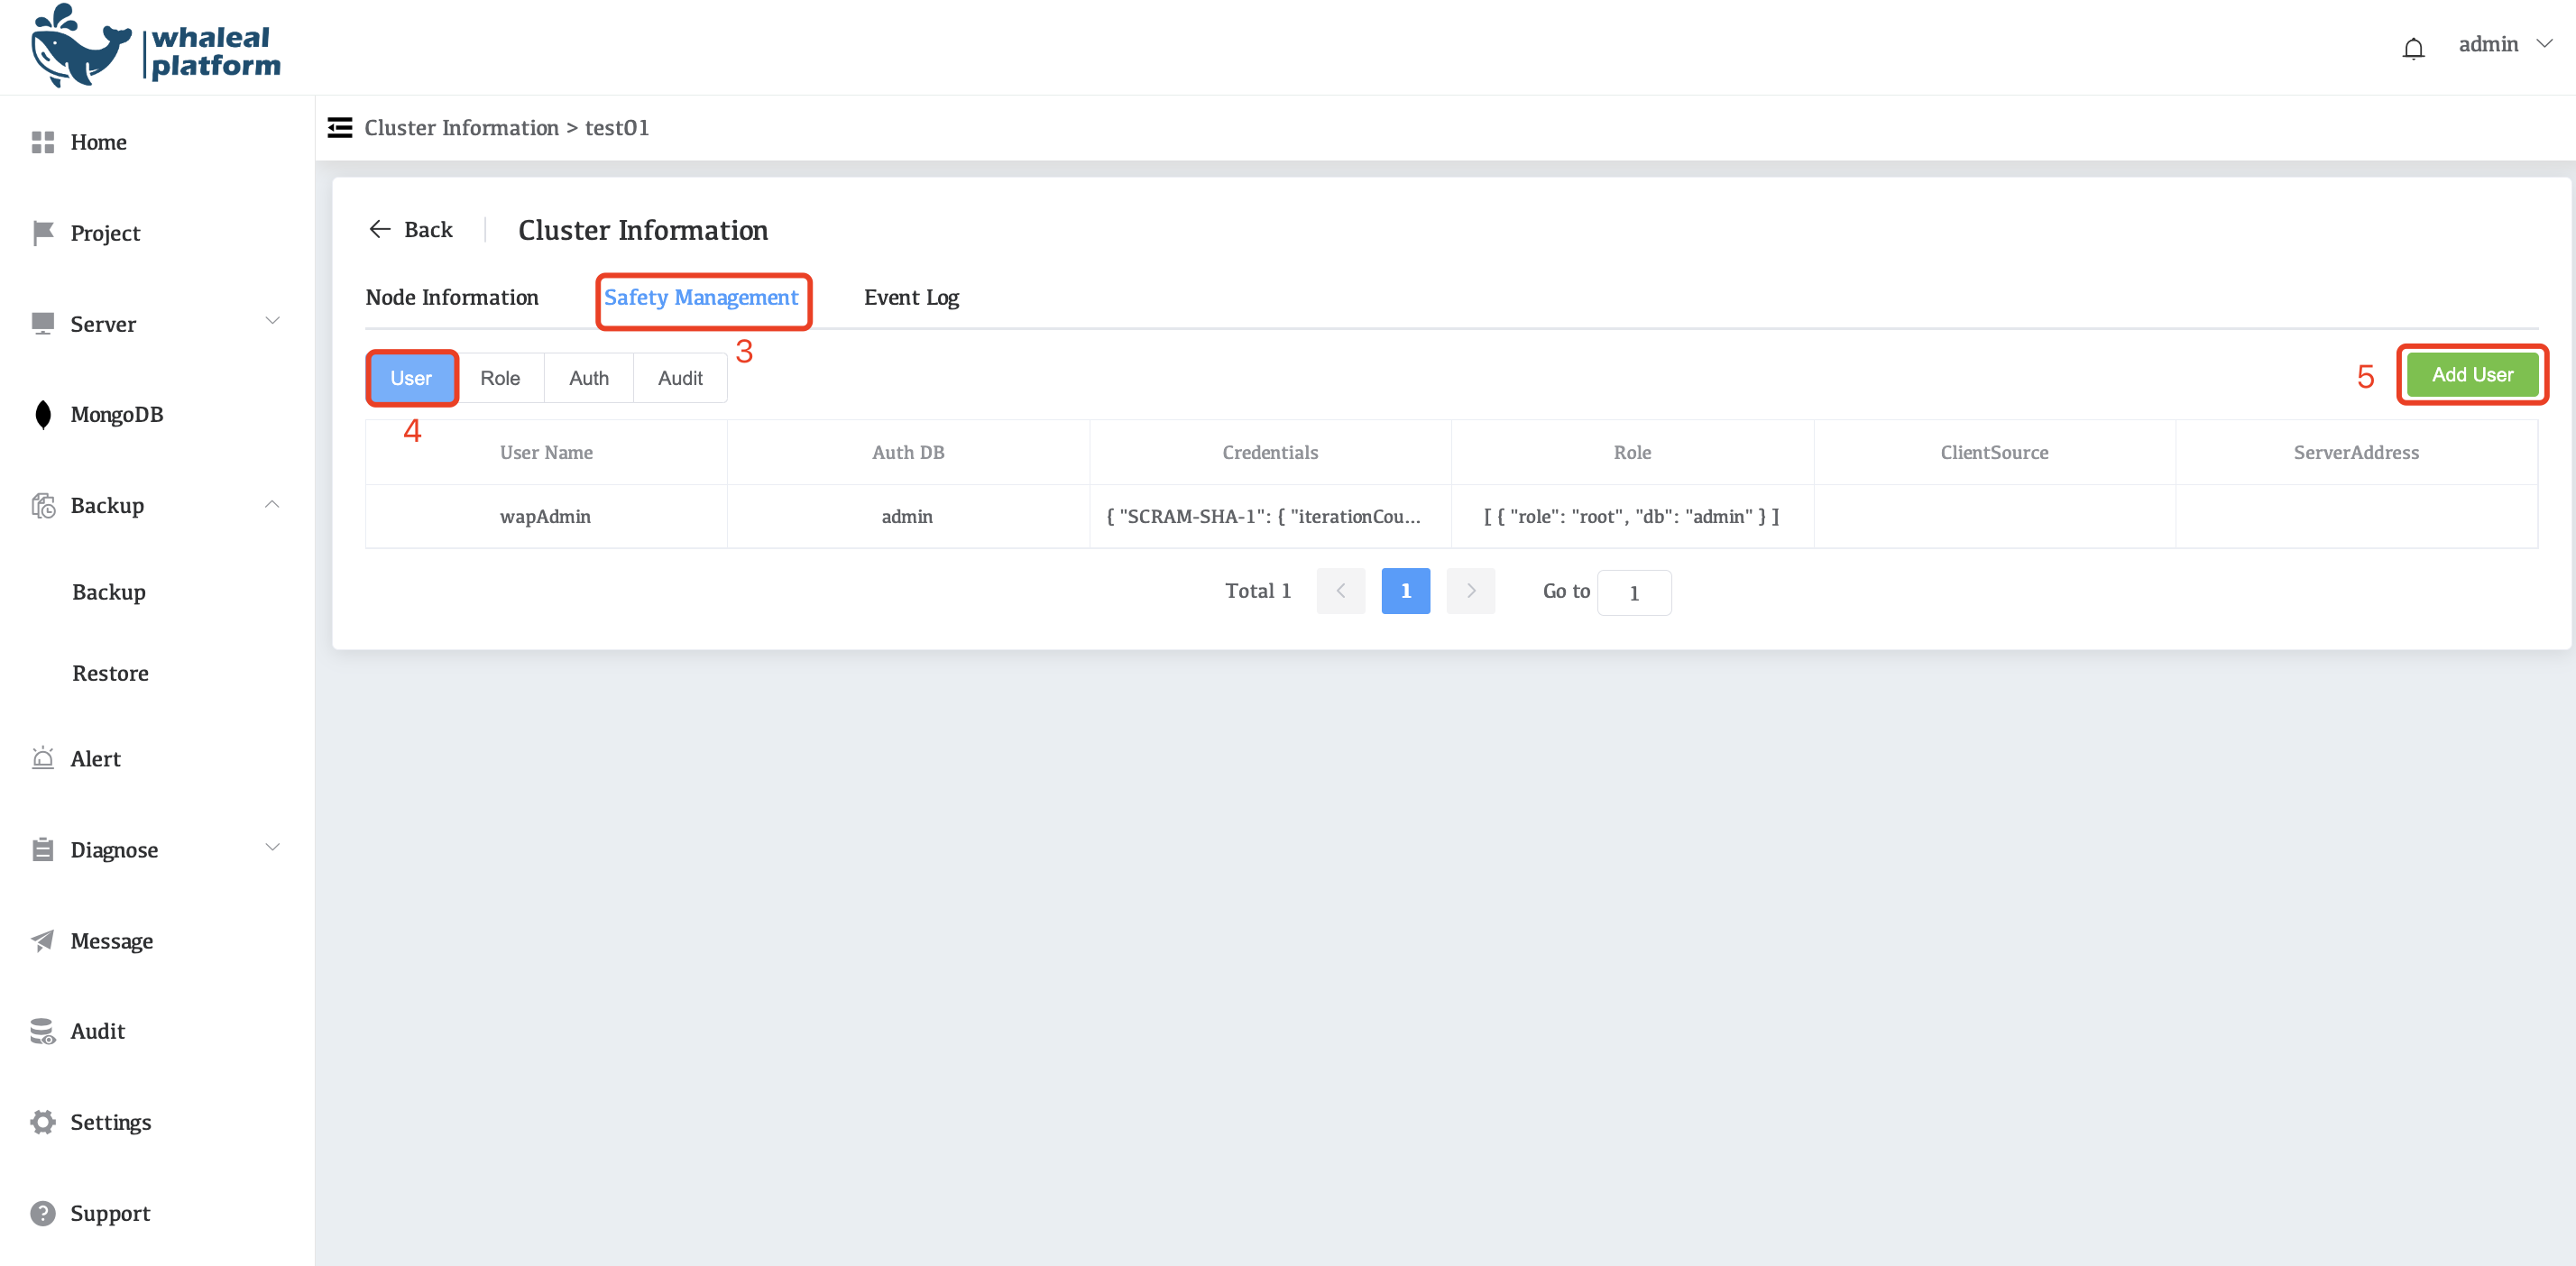 whaleal
platform
admin
Home
Project
Server
MongoDB
Backup
Backup
Restore
Alert
Diagnose
Message
Audit
Settings
Support
Cluster Information > test01
Back
Cluster Information
Node Information Safety Management Event Log
3
User Role Auth Audit
5 Add User
4
User Name Auth DB Credentials Role ClientSource ServerAddress
wapAdmin admin { "SCRAM-SHA-1": { "iterationCou... [ { "role": "root", "db": "admin" } ]
Total 1 < 1 > Go to 1